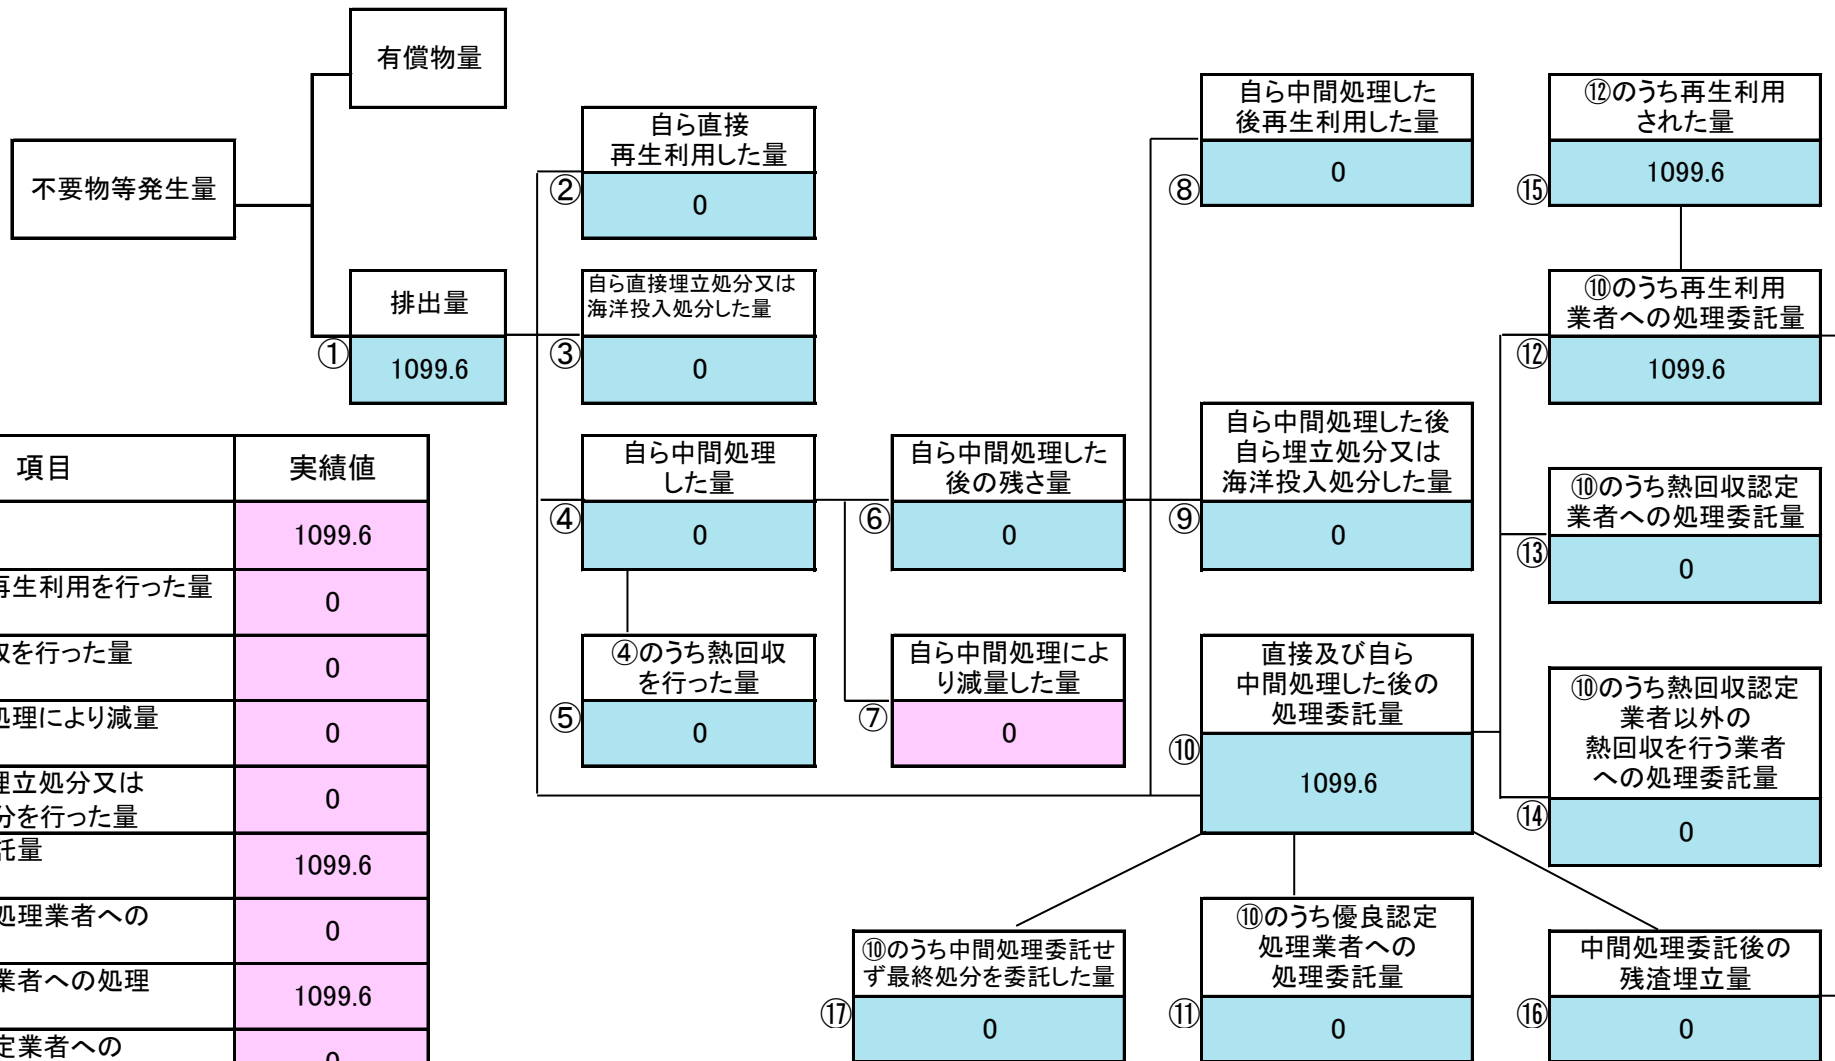 有償物量
不要物等発生量
排出量
①
1099.6
自ら直接
再生利用した量
②
0
自ら直接埋立処分又は
海洋投入処分した量
③
0
自ら中間処理
した量
④
0
④のうち熱回収
を行った量
⑤
0
自ら中間処理した
後の残さ量
⑥
0
自ら中間処理によ
り減量した量
⑦
0
自ら中間処理した
後再生利用した量
⑧
0
自ら中間処理した後
自ら埋立処分又は
海洋投入処分した量
⑨
0
直接及び自ら
中間処理した後の
処理委託量
⑩
1099.6
⑫のうち再生利用
された量
⑮
1099.6
⑩のうち再生利用
業者への処理委託量
⑫
1099.6
⑩のうち熱回収認定
業者への処理委託量
⑬
0
⑩のうち熱回収認定
業者以外の
熱回収を行う業者
への処理委託量
⑭
0
⑩のうち中間処理委託せ
ず最終処分を委託した量
⑰
0
⑩のうち優良認定
処理業者への
処理委託量
⑪
0
中間処理委託後の
残渣埋立量
⑯
0
項目 実績値
1099.6
再生利用を行った量 0
を行った量 0
処理により減量 0
埋立処分又は
分を行った量 0
託量 1099.6
処理業者への 0
業者への処理 1099.6
定業者への 0